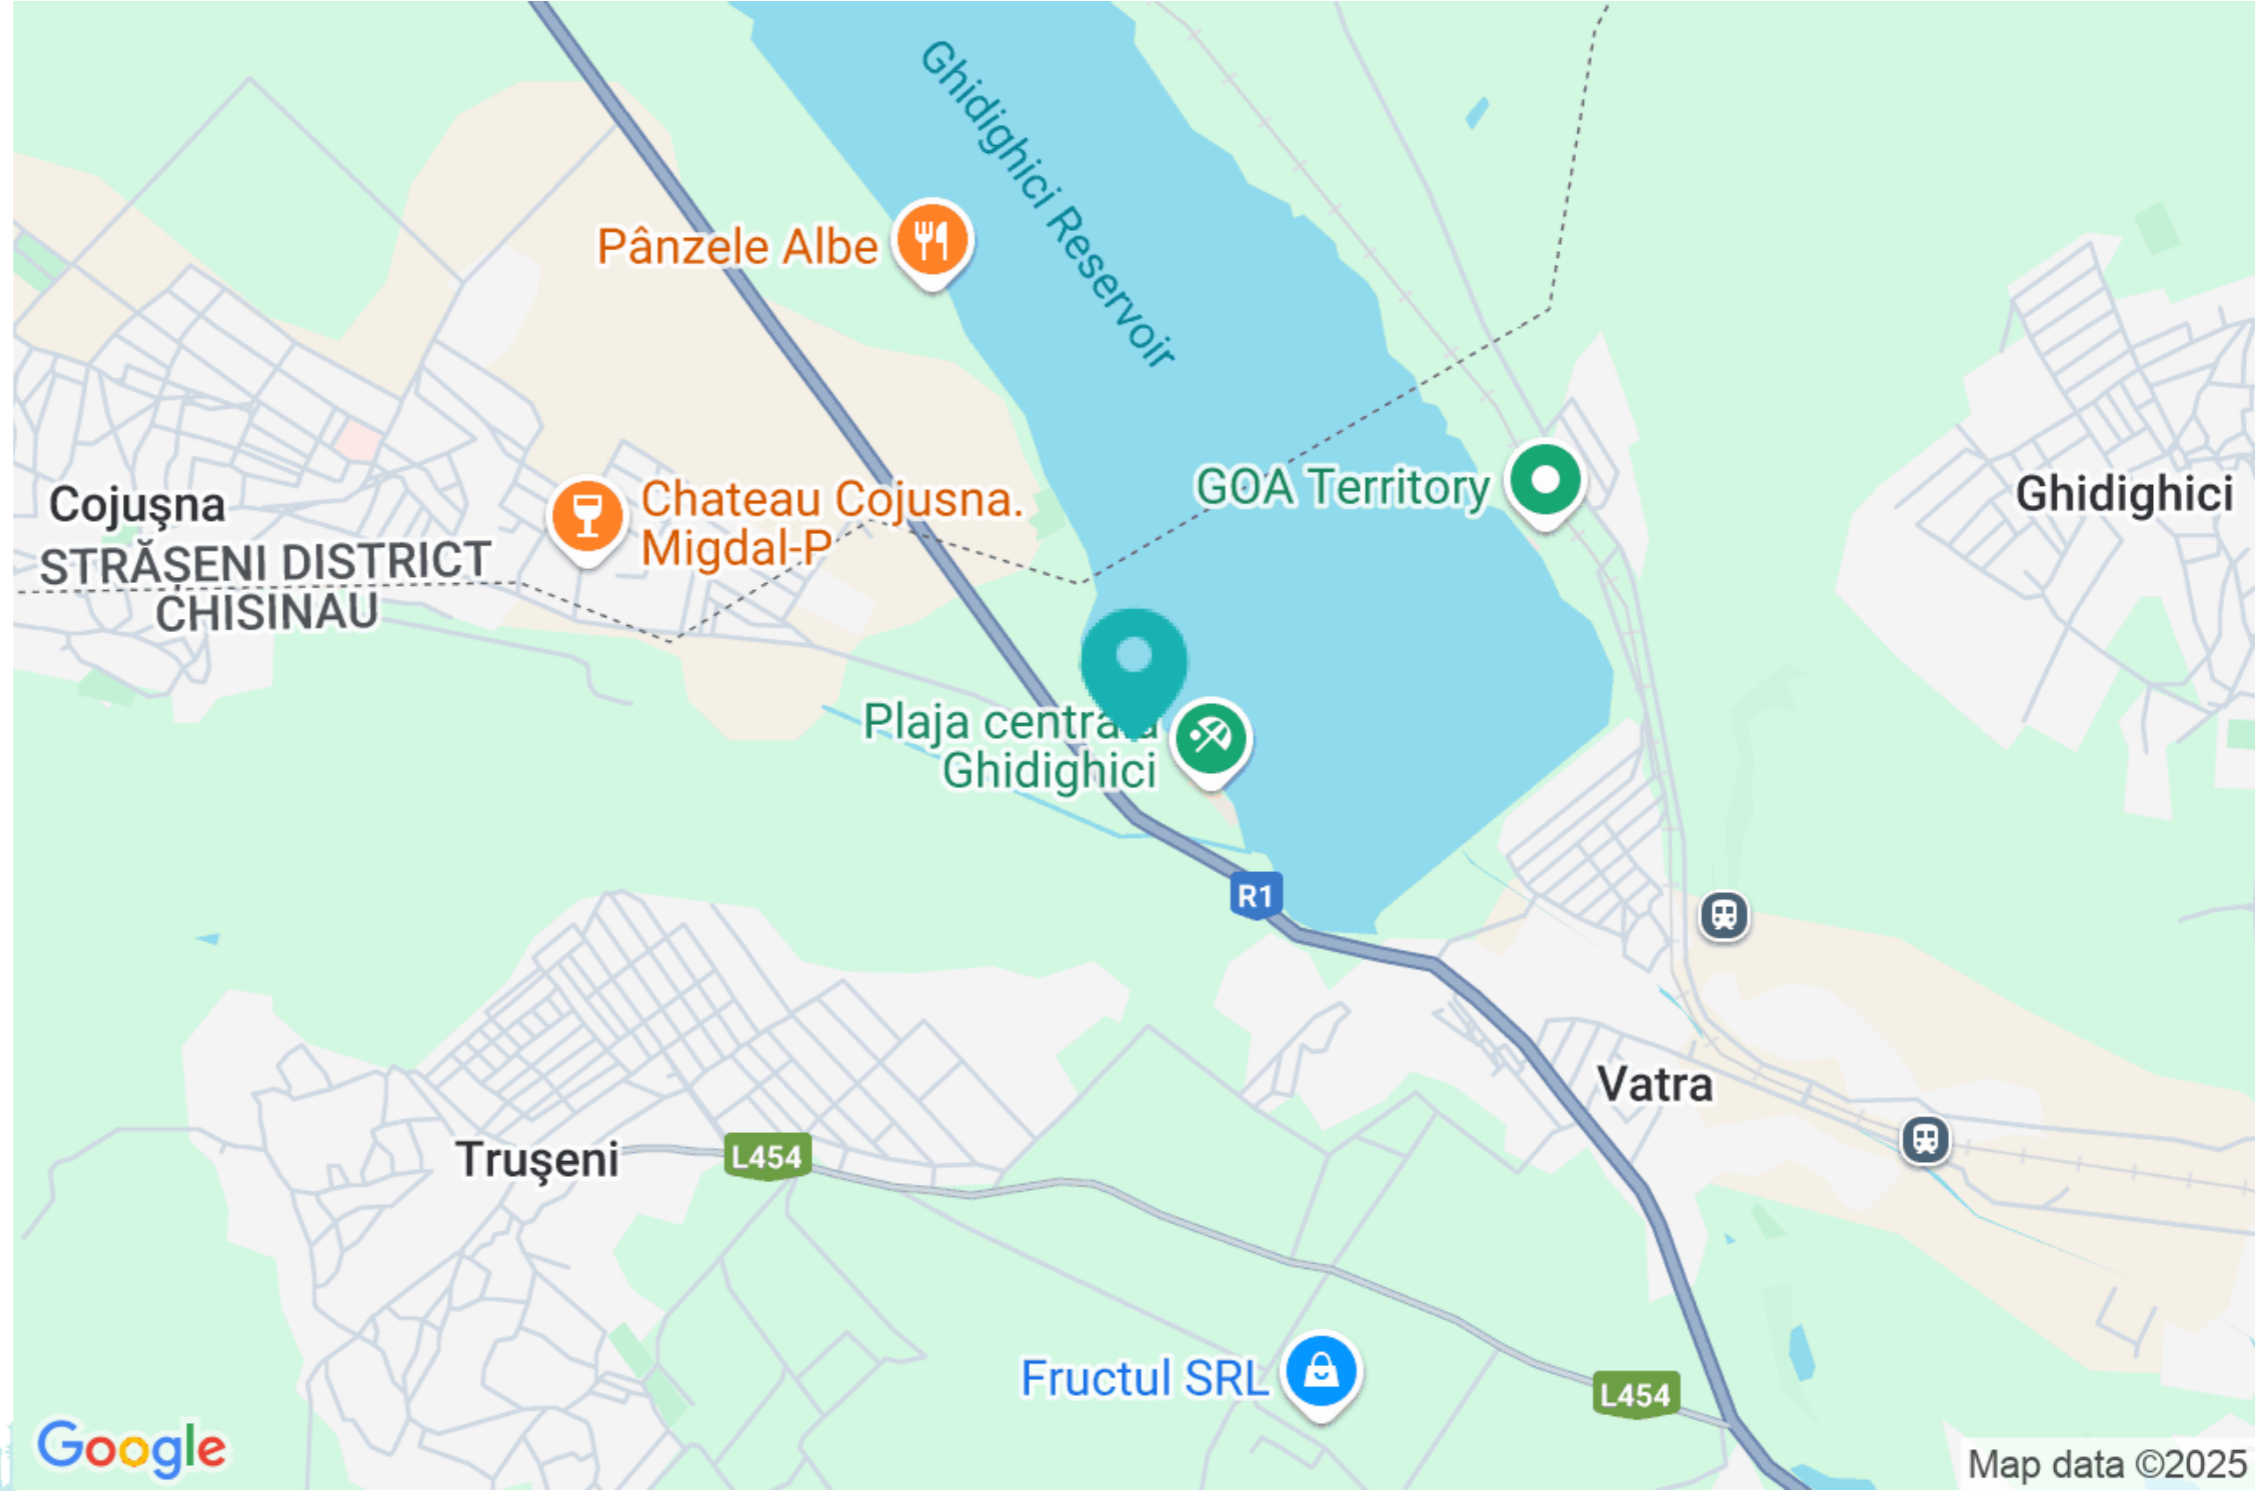 Ghidighici Reservoir
Pânzele Albe
GOA Territory
Ghidighici
Cojuşna
Chateau Cojusna.
Migdal-P
STRĂȘENI DISTRICT
CHISINAU
Plaja centrala
Ghidighici
R1
Vatra
Truşeni
L454
Fructul SRL
L454
Google
Map data ©2025